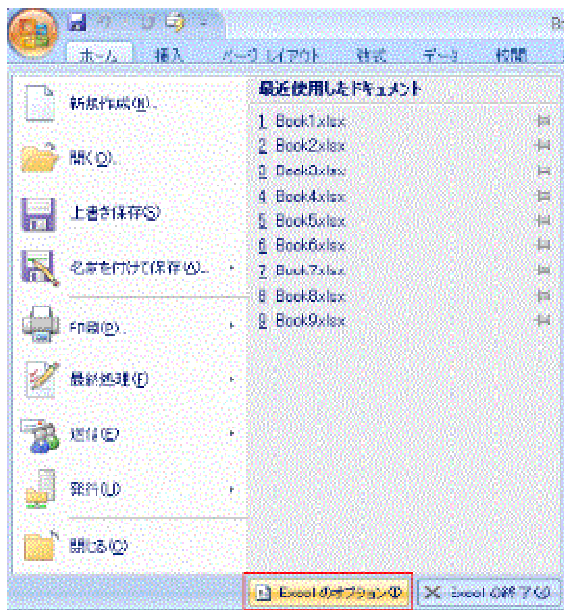 ホーム 挿入 ページ レイアウト 数式 データ 校閲
新規作成(N)...
開く(O)...
上書き保存(S)
名前を付けて保存(A)...
印刷(P)...
最終処理(E)
送信(E)
発行(U)
閉じる(C)
最近使用したドキュメント
1 Book1.xlsx
2 Book2.xlsx
3 Book3.xlsx
4 Book4.xlsx
5 Book5.xlsx
6 Book6.xlsx
7 Book7.xlsx
8 Book8.xlsx
9 Book9.xlsx
Excel のオプション(I) Excel の終了(X)